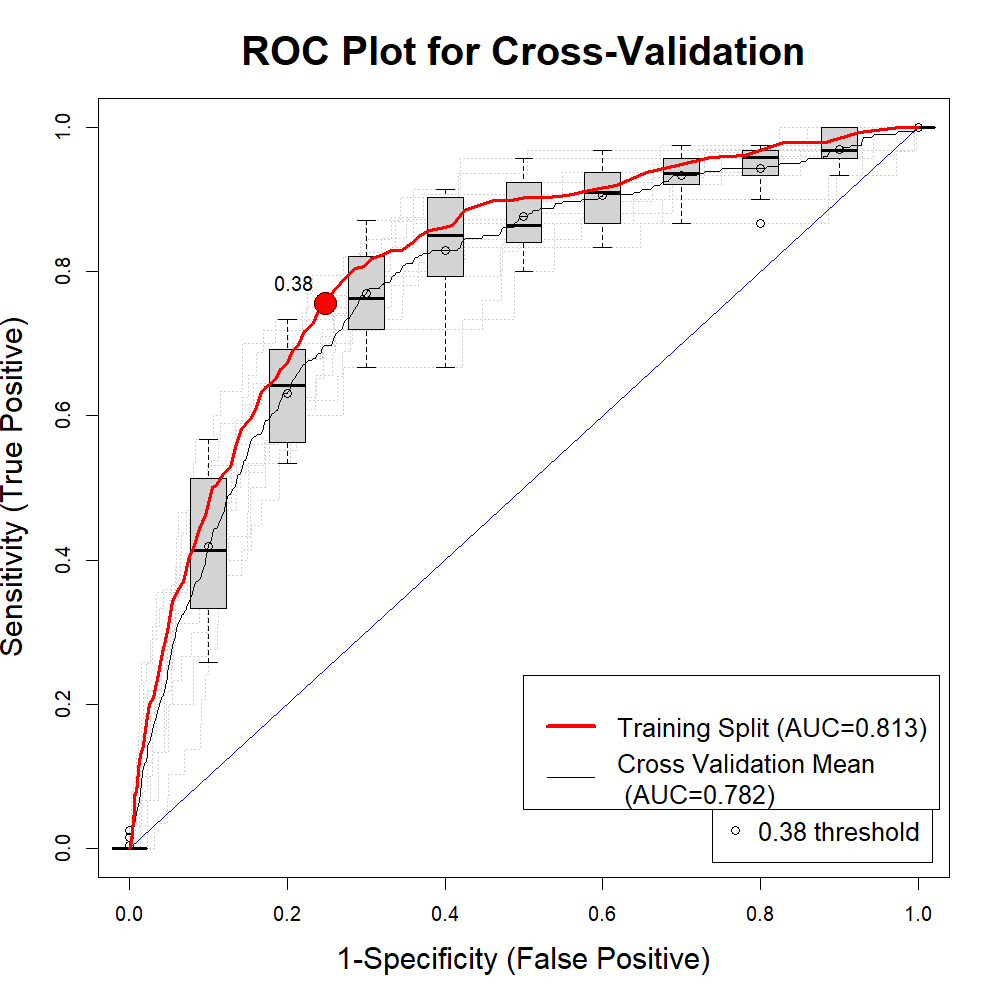 ROC Plot for Cross-Validation
Sensitivity (True Positive)
1.0
0.8
0.6
0.4
0.2
0.0
0.38
Training Split (AUC=0.813)
Cross Validation Mean
(AUC=0.782)
0.38 threshold
0.0 0.2 0.4 0.6 0.8 1.0
1-Specificity (False Positive)